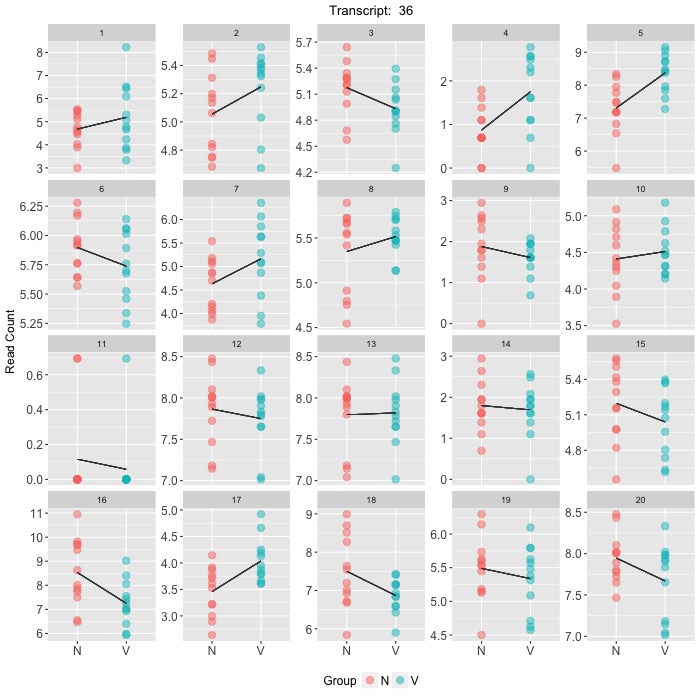 Transcript: 36
1 2 3 4 5
8 7 6 5 4 3
5.4 5.2 5.0 4.8
5.7 5.4 5.1 4.8 4.5 4.2
2 1 0
9 8 7 6
6 7 8 9 10
6.25 6.00 5.75 5.50 5.25
6.0 5.5 5.0 4.5 4.0
5.5 5.0 4.5
3 2 1 0
5.0 4.5 4.0 3.5
Read Count
11 12 13 14 15
0.6 0.4 0.2 0.0
8.5 8.0 7.5 7.0
8.5 8.0 7.5 7.0
3 2 1 0
5.4 5.1 4.8
16 17 18 19 20
11 10 9 8 7 6
5.0 4.5 4.0 3.5 3.0
9 8 7 6
6.0 5.5 5.0 4.5
8.5 8.0 7.5 7.0
N V N V N V N V N V
Group N V